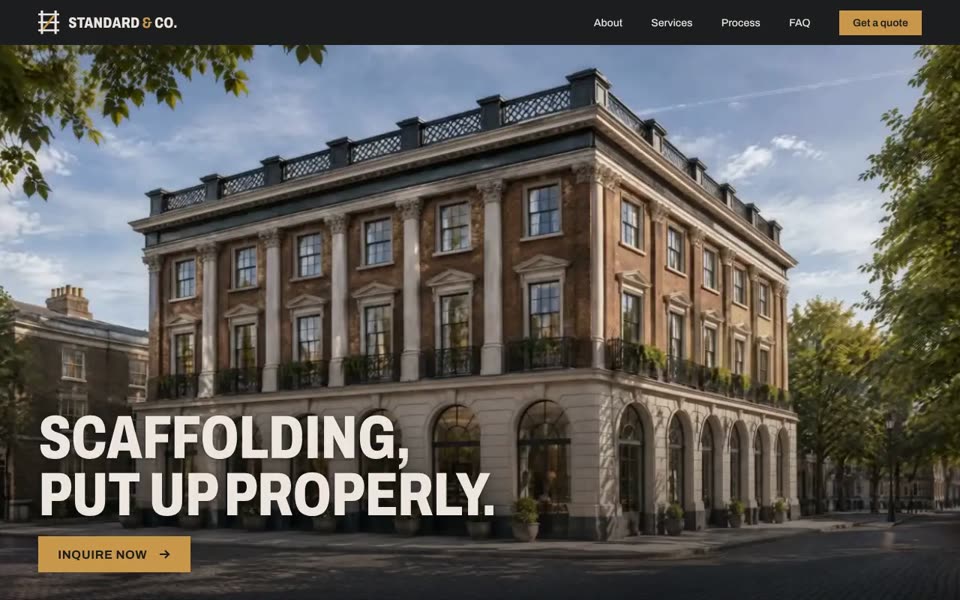 STANDARD & CO.
About
Services
Process
FAQ
Get a quote
SCAFFOLDING,
PUT UP PROPERLY.
INQUIRE NOW →